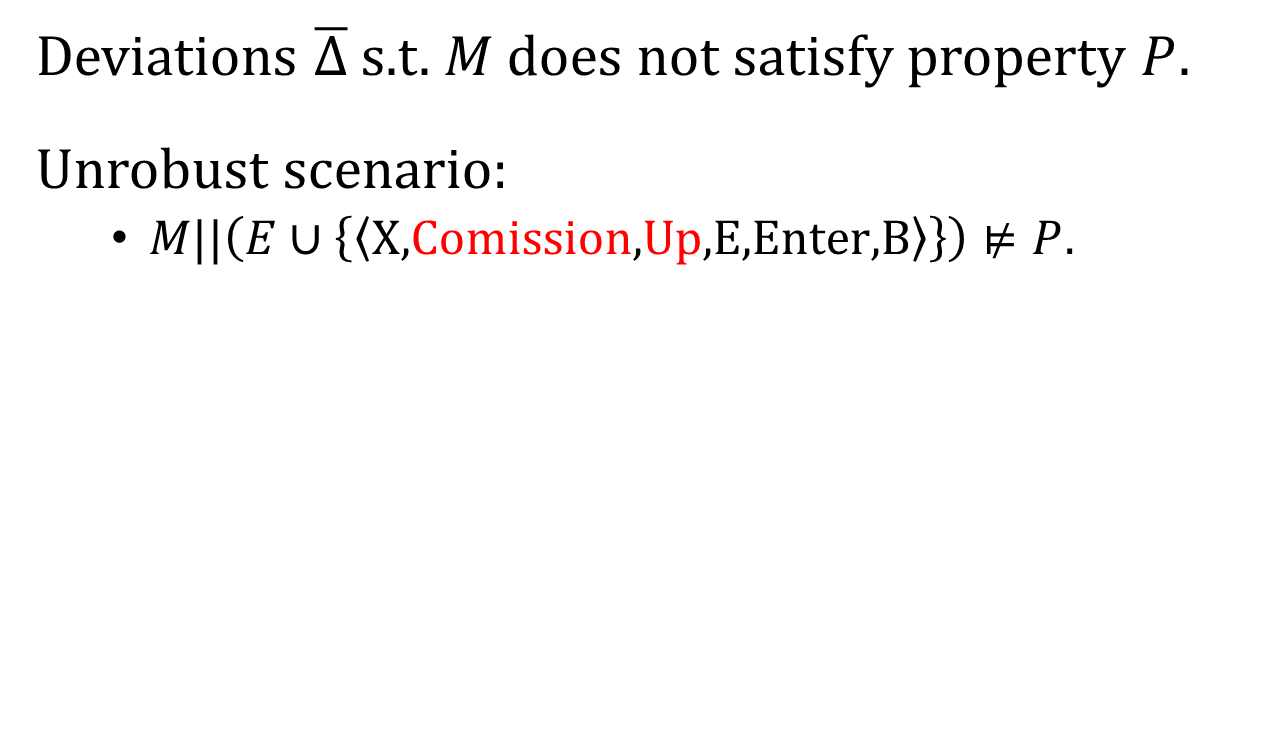 Deviations Δ̅ s.t. M does not satisfy property P.
Unrobust scenario:
• M||(E ∪ {⟨X,Comission,Up,E,Enter,B⟩}) ⊭ P.